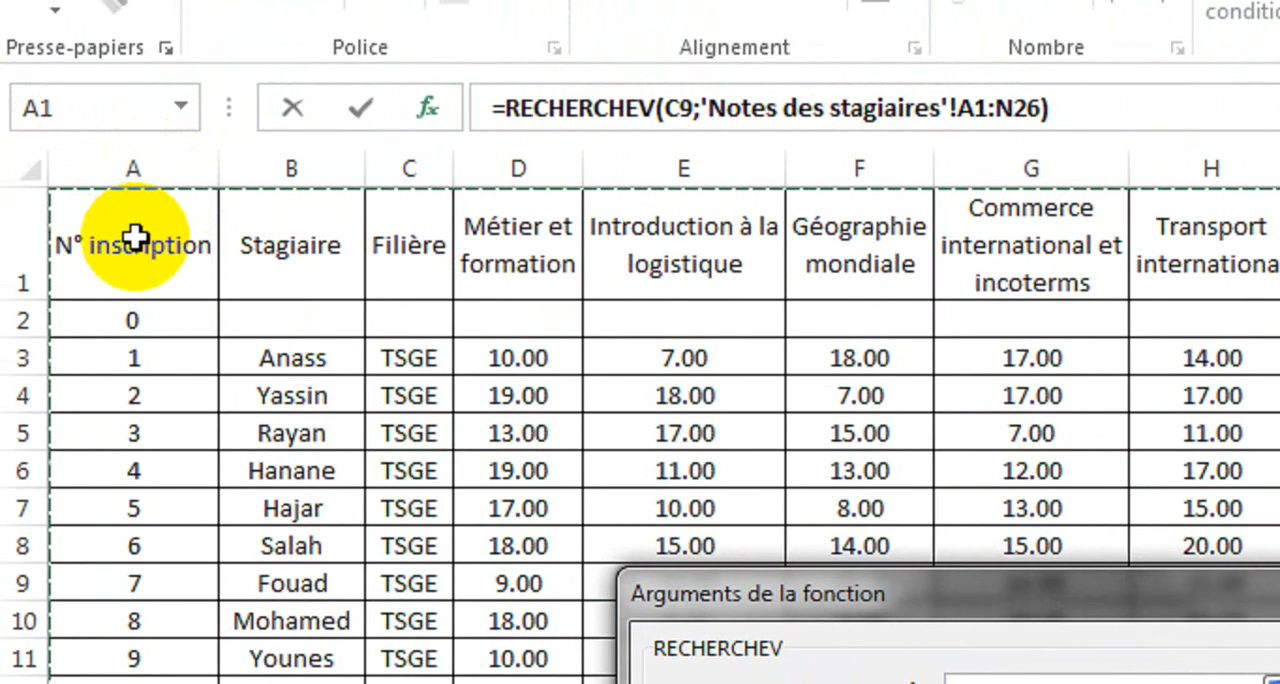 conditio
Presse-papiers Police Alignement Nombre
A1 fx =RECHERCHEV(C9;'Notes des stagiaires'!A1:N26)
A B C D E F G H
1 N° inscription Stagiaire Filière Métier et formation Introduction à la logistique Géographie mondiale Commerce international et incoterms Transport internationa
2 0
3 1 Anass TSGE 10.00 7.00 18.00 17.00 14.00
4 2 Yassin TSGE 19.00 18.00 7.00 17.00 17.00
5 3 Rayan TSGE 13.00 17.00 15.00 7.00 11.00
6 4 Hanane TSGE 19.00 11.00 13.00 12.00 17.00
7 5 Hajar TSGE 17.00 10.00 8.00 13.00 15.00
8 6 Salah TSGE 18.00 15.00 14.00 15.00 20.00
9 7 Fouad TSGE 9.00
10 8 Mohamed TSGE 18.00
11 9 Younes TSGE 10.00
Arguments de la fonction
RECHERCHEV